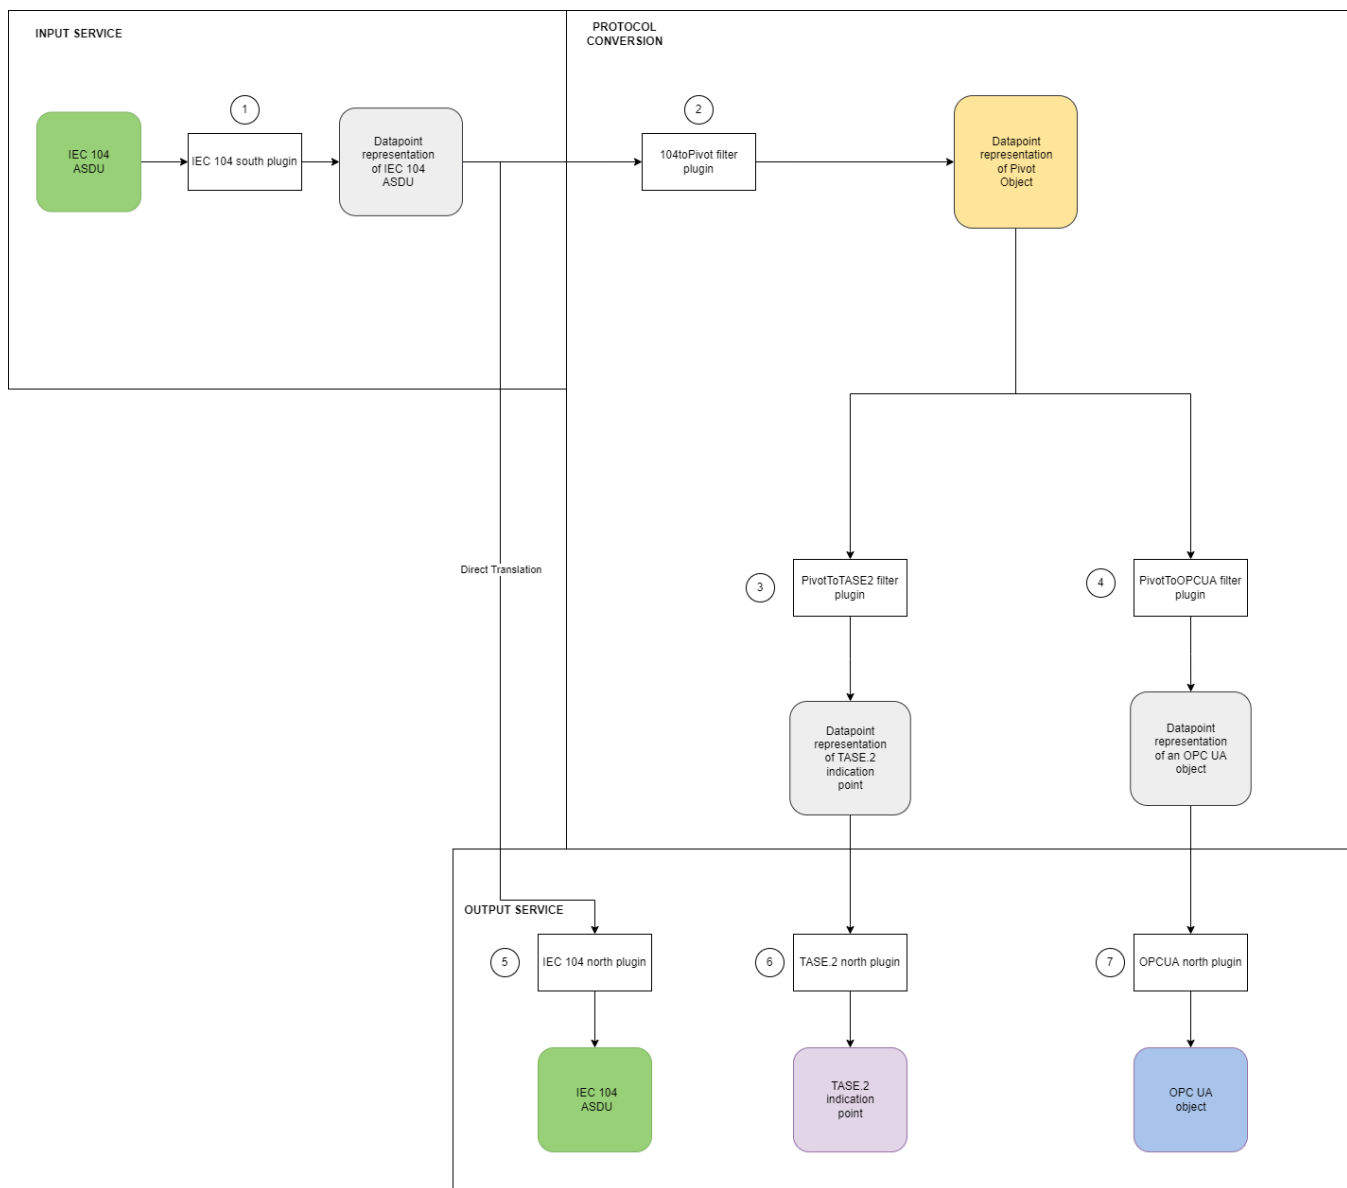 INPUT SERVICE
PROTOCOL
CONVERSION
1
2
IEC 104
ASDU
IEC 104 south plugin
Datapoint
representation
of IEC 104
ASDU
104toPivot filter
plugin
Datapoint
representation
of Pivot
Object
Direct Translation
3
PivotToTASE2 filter
plugin
4
PivotToOPCUA filter
plugin
Datapoint
representation
of TASE.2
indication
point
Datapoint
representation
of an OPC UA
object
OUTPUT SERVICE
5
IEC 104 north plugin
6
TASE.2 north plugin
7
OPCUA north plugin
IEC 104
ASDU
TASE.2
indication
point
OPC UA
object